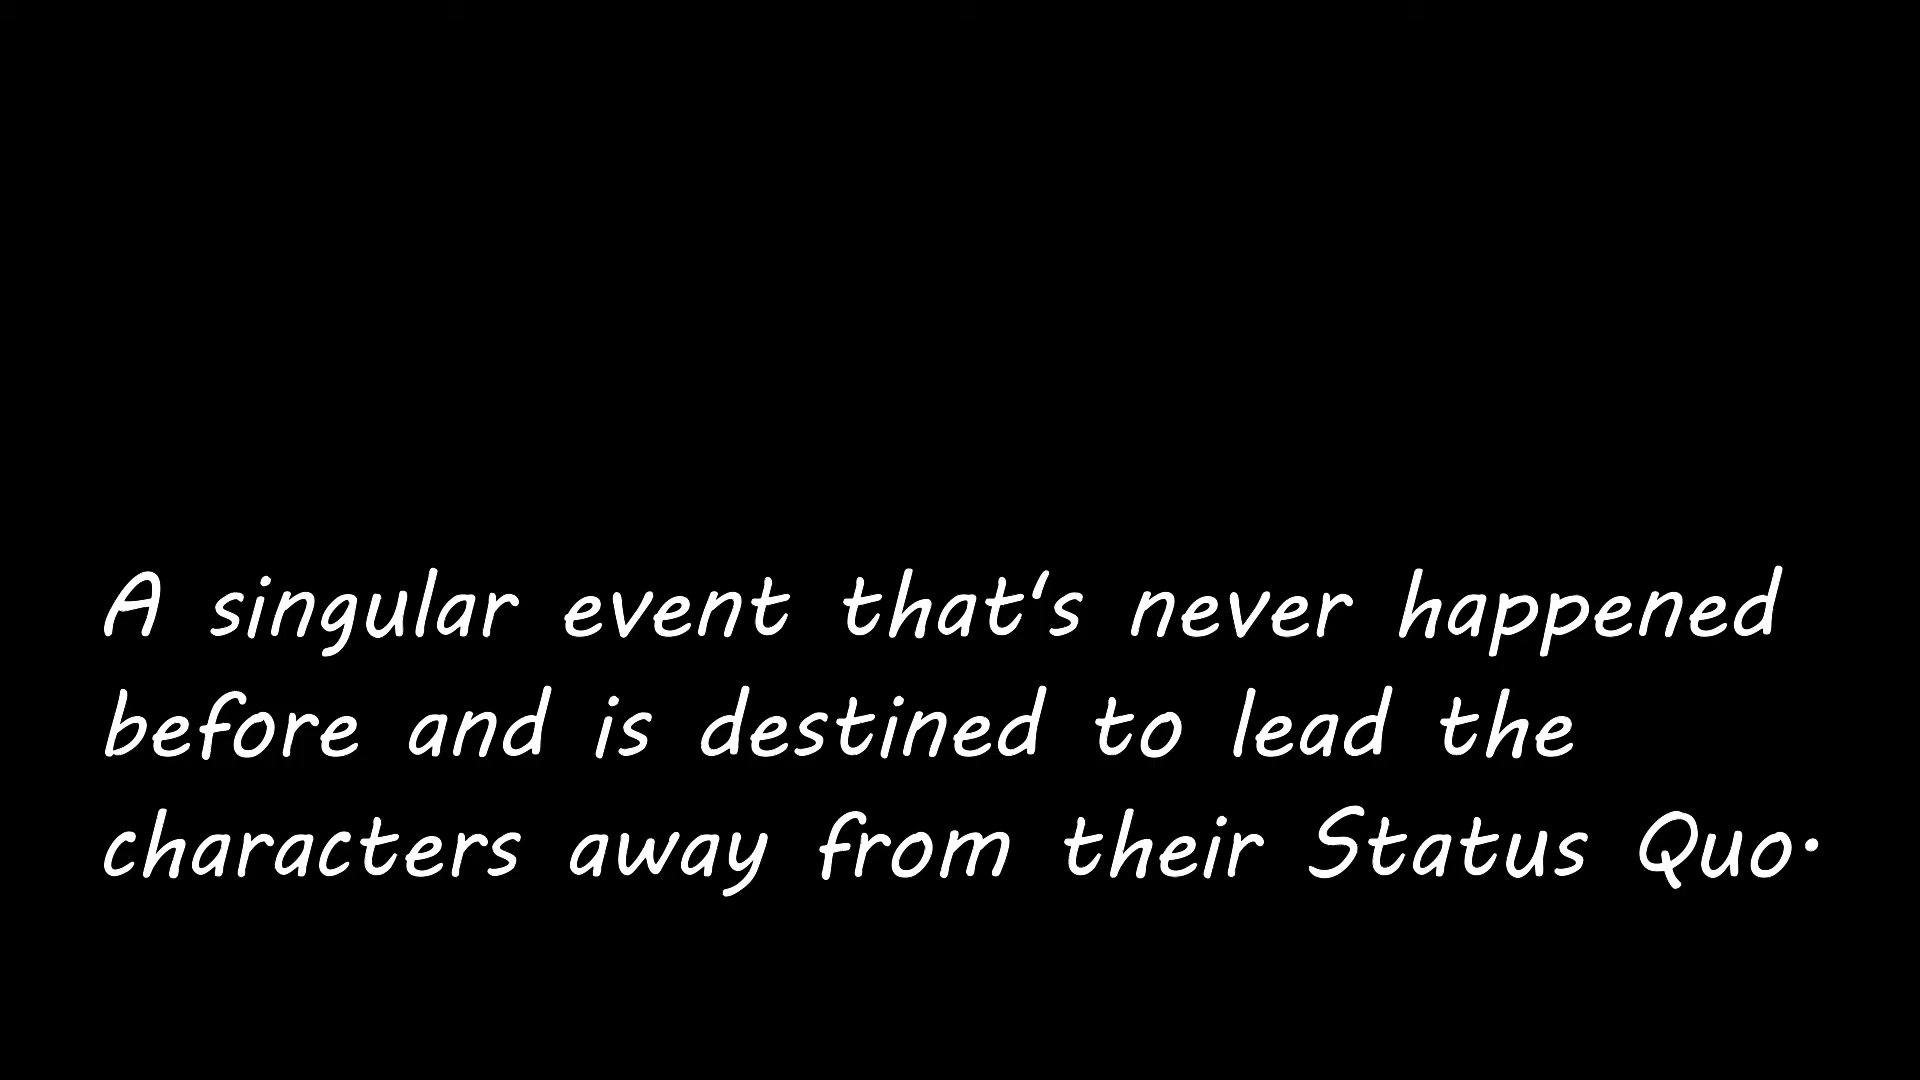 A singular event that's never happened
before and is destined to lead the
characters away from their Status Quo.